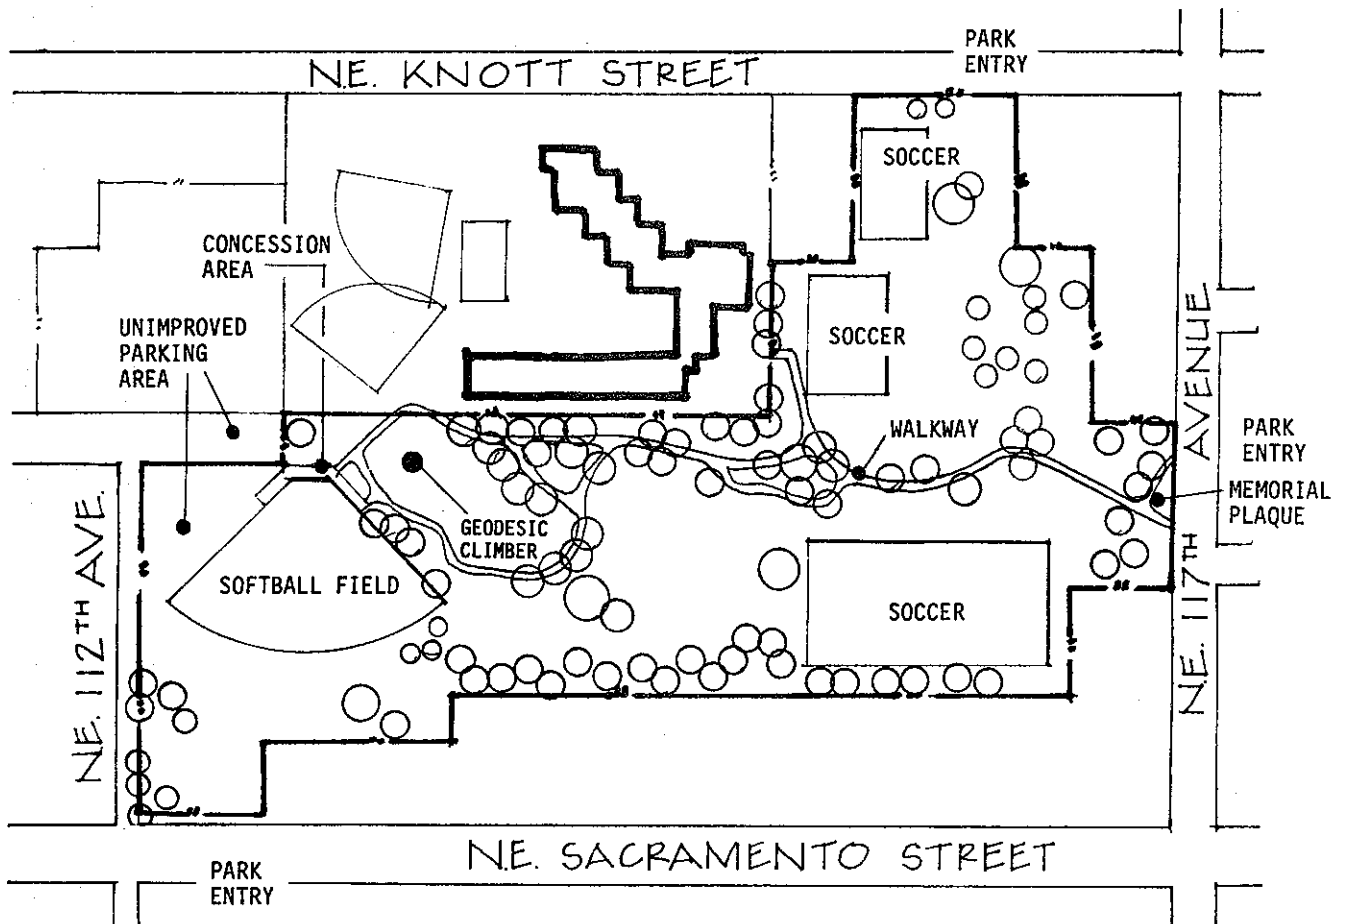 PARK
ENTRY
N.E. KNOTT STREET
SOCCER
CONCESSION
AREA
UNIMPROVED
PARKING
AREA
SOCCER
N.E. 117TH AVENUE
WALKWAY
PARK
ENTRY
MEMORIAL
PLAQUE
GEODESIC
CLIMBER
SOFTBALL FIELD
SOCCER
N.E. 112TH AVE.
N.E. SACRAMENTO STREET
PARK
ENTRY